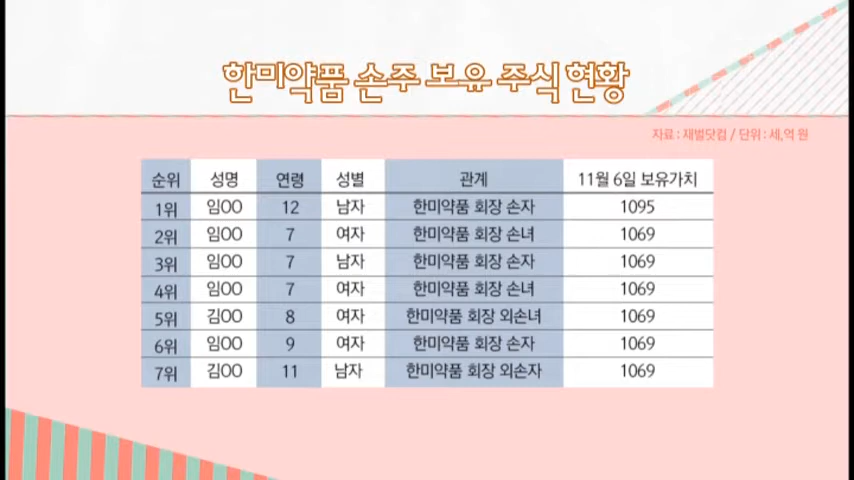 한미약품 손주 보유 주식 현황
자료 : 재벌닷컴 / 단위 : 세,억 원
순위 성명 연령 성별 관계 11월 6일 보유가치
1위 임OO 12 남자 한미약품 회장 손자 1095
2위 임OO 7 여자 한미약품 회장 손녀 1069
3위 임OO 7 남자 한미약품 회장 손자 1069
4위 임OO 7 여자 한미약품 회장 손녀 1069
5위 김OO 8 여자 한미약품 회장 외손녀 1069
6위 임OO 9 여자 한미약품 회장 손자 1069
7위 김OO 11 남자 한미약품 회장 외손자 1069